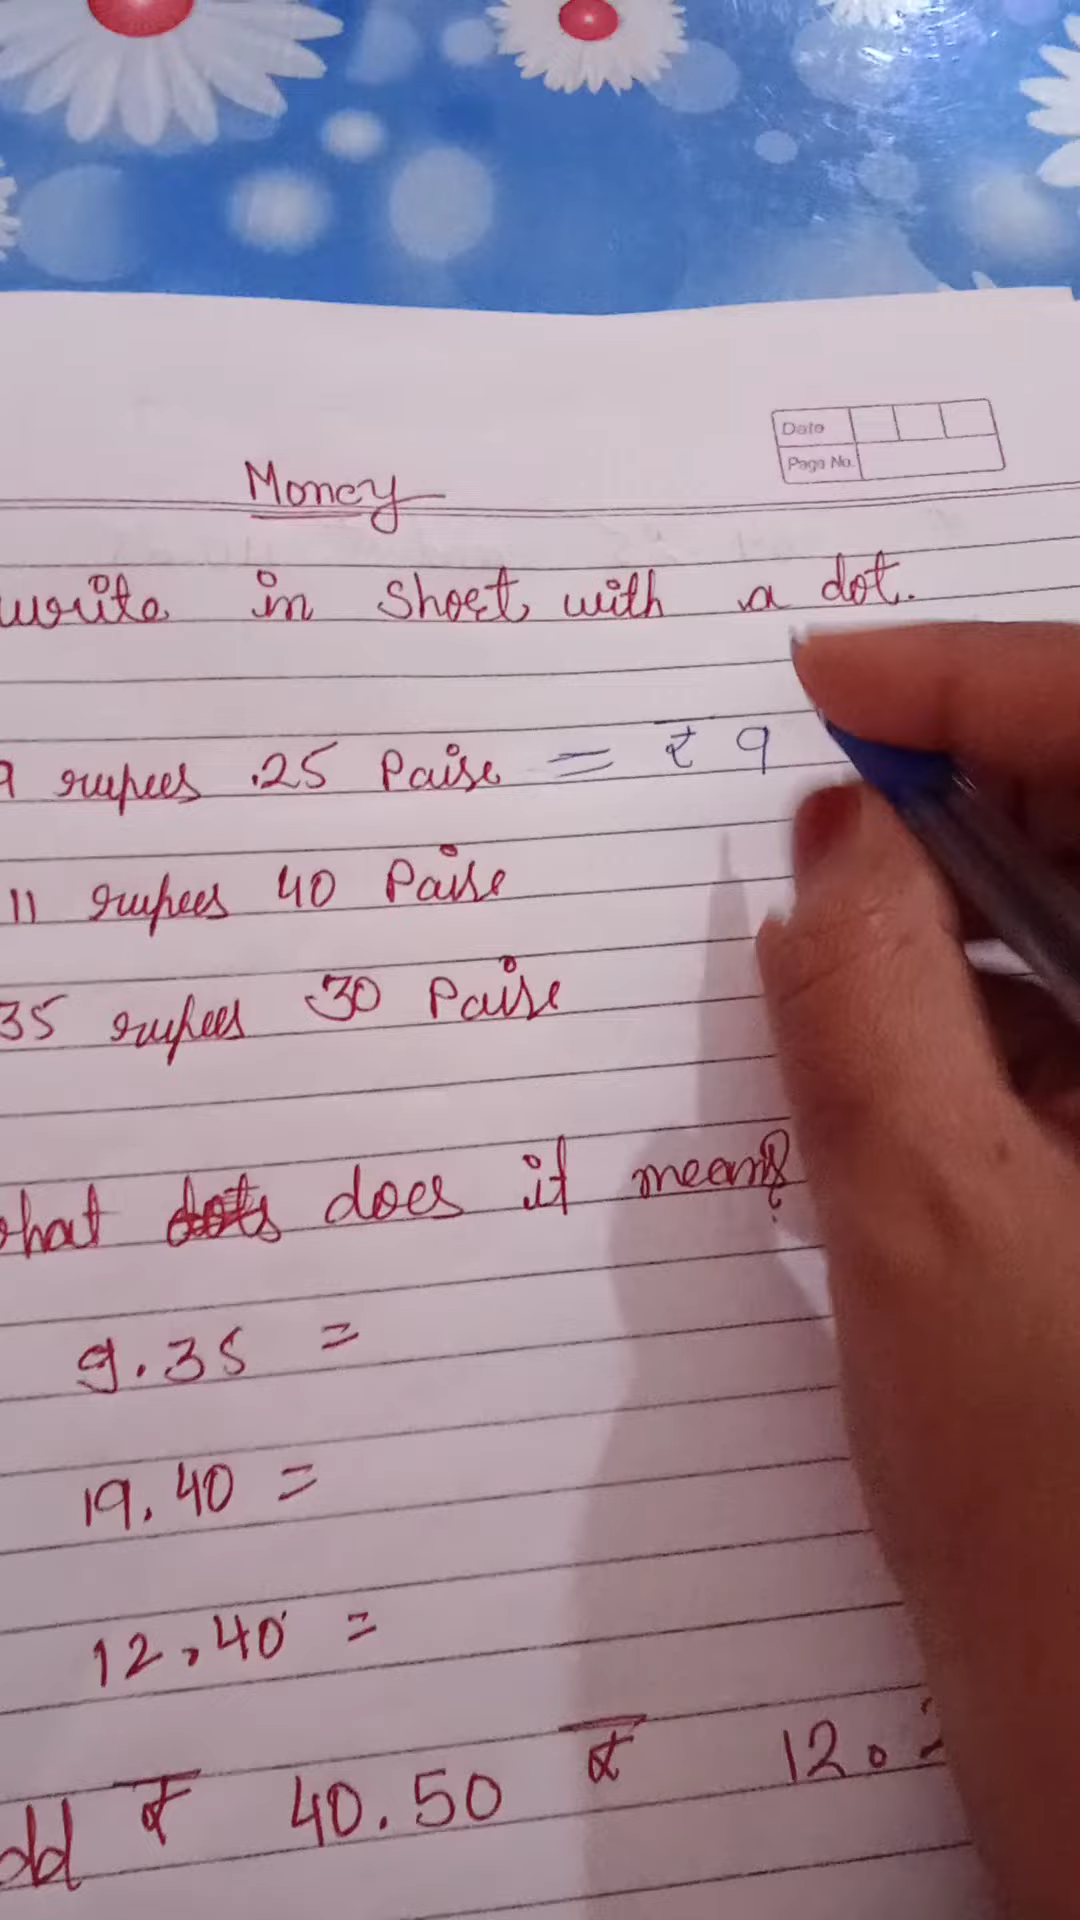 Date
Page No.
Money
write in Short with a dot.
9 rupees .25 Paise = ₹ 9
11 rupees 40 Paise
35 rupees 30 Paise
what dots does it mean?
9.35 =
19.40 =
12.40 =
Add ₹ 40.50 ₹ 12.